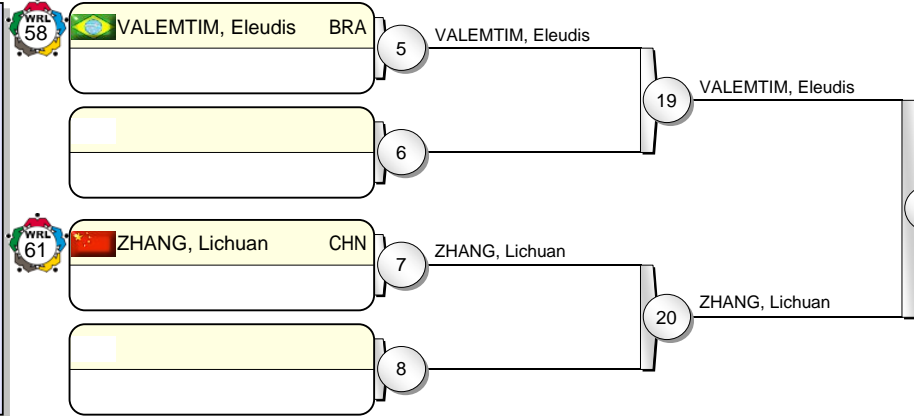 WRL
58
VALEMTIM, Eleudis BRA
5
VALEMTIM, Eleudis
19
VALEMTIM, Eleudis
6
WRL
61
ZHANG, Lichuan CHN
7
ZHANG, Lichuan
20
ZHANG, Lichuan
8